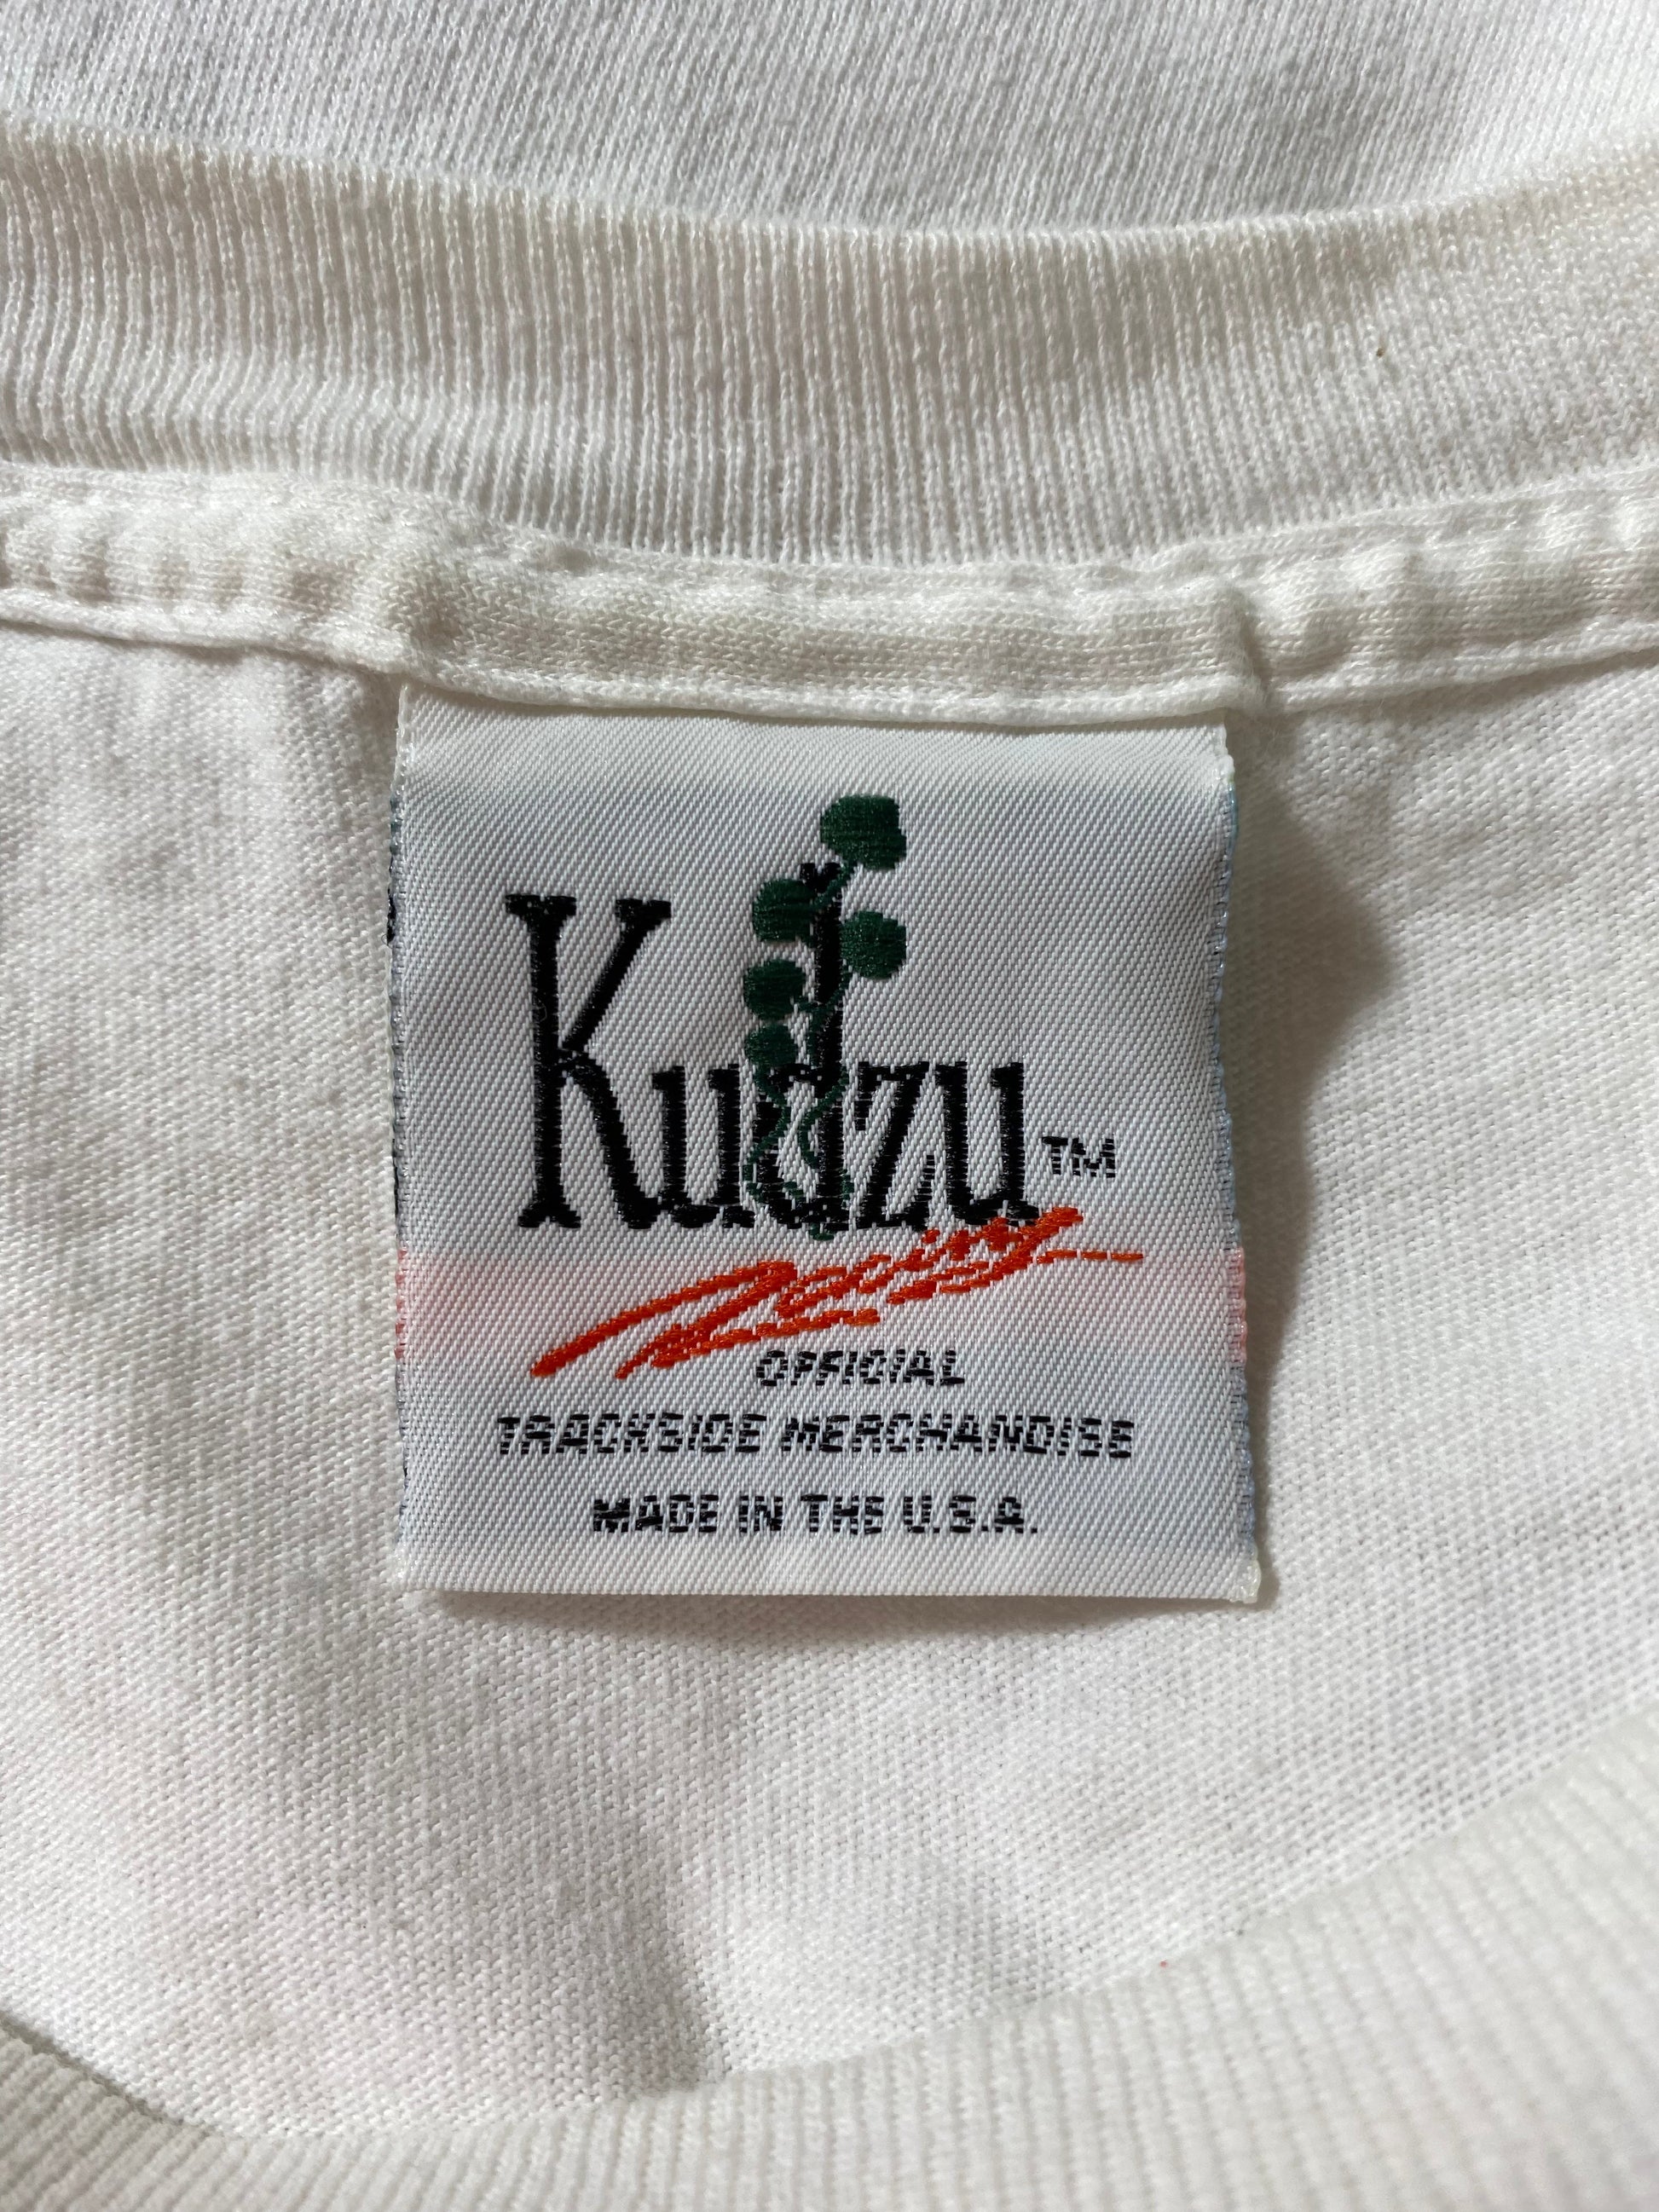 Kudzu™
Racing
OFFICIAL
TRACKSIDE MERCHANDISE
MADE IN THE U.S.A.